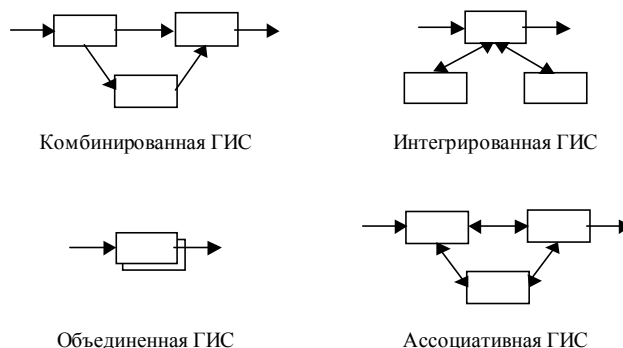 Комбинированная ГИС
Интегрированная ГИС
Объединенная ГИС
Ассоциативная ГИС